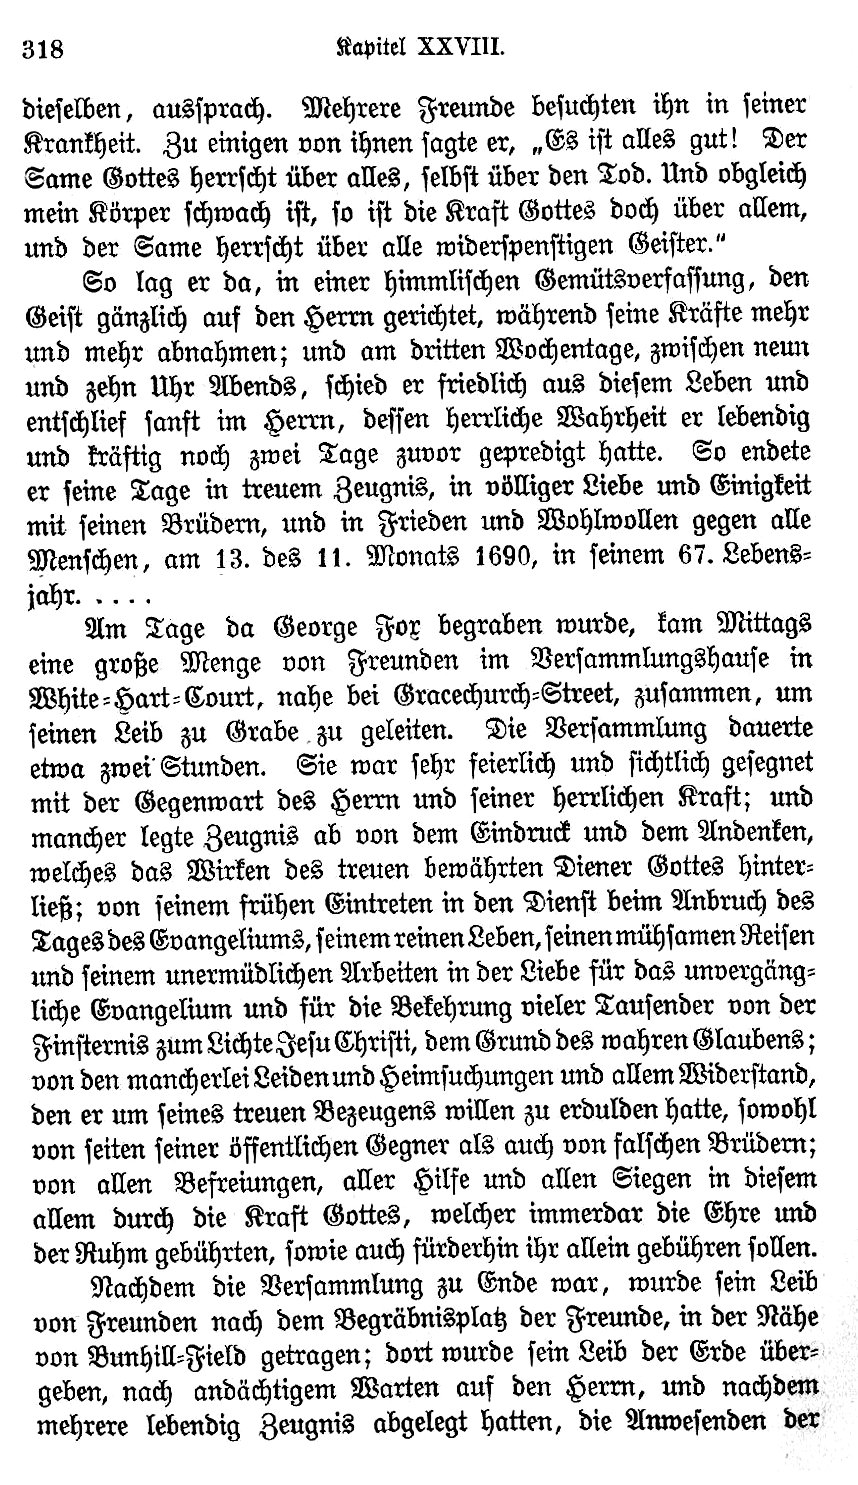 318 Kapitel XXVIII.
dieselben, aussprach. Mehrere Freunde besuchten ihn in seiner
Krankheit. Zu einigen von ihnen sagte er, „Es ist alles gut! Der
Same Gottes herrscht über alles, selbst über den Tod. Und obgleich
mein Körper schwach ist, so ist die Kraft Gottes doch über allem,
und der Same herrscht über alle widerspenstigen Geister.“
So lag er da, in einer himmlischen Gemütsverfassung, den
Geist gänzlich auf den Herrn gerichtet, während seine Kräfte mehr
und mehr abnahmen; und am dritten Wochentage, zwischen neun
und zehn Uhr Abends, schied er friedlich aus diesem Leben und
entschlief sanft im Herrn, dessen herrliche Wahrheit er lebendig
und kräftig noch zwei Tage zuvor gepredigt hatte. So endete
er seine Tage in treuem Zeugnis, in völliger Liebe und Einigkeit
mit seinen Brüdern, und in Frieden und Wohlwollen gegen alle
Menschen, am 13. des 11. Monats 1690, in seinem 67. Lebens-
jahr. . . . .
Am Tage da George Fox begraben wurde, kam Mittags
eine große Menge von Freunden im Versammlungshause in
White-Hart-Court, nahe bei Gracechurch-Street, zusammen, um
seinen Leib zu Grabe zu geleiten. Die Versammlung dauerte
etwa zwei Stunden. Sie war sehr feierlich und sichtlich gesegnet
mit der Gegenwart des Herrn und seiner herrlichen Kraft; und
mancher legte Zeugnis ab von dem Eindruck und dem Andenken,
welches das Wirken des treuen bewährten Diener Gottes hinter-
ließ; von seinem frühen Eintreten in den Dienst beim Anbruch des
Tages des Evangeliums, seinem reinen Leben, seinen mühsamen Reisen
und seinem unermüdlichen Arbeiten in der Liebe für das unvergäng-
liche Evangelium und für die Bekehrung vieler Tausender von der
Finsternis zum Lichte Jesu Christi, dem Grund des wahren Glaubens;
von den mancherlei Leiden und Heimsuchungen und allem Widerstand,
den er um seines treuen Bezeugens willen zu erdulden hatte, sowohl
von seiten seiner öffentlichen Gegner als auch von falschen Brüdern;
von allen Befreiungen, aller Hilfe und allen Siegen in diesem
allem durch die Kraft Gottes, welcher immerdar die Ehre und
der Ruhm gebührten, sowie auch fürderhin ihr allein gebühren sollen.
Nachdem die Versammlung zu Ende war, wurde sein Leib
von Freunden nach dem Begräbnisplatz der Freunde, in der Nähe
von Bunhill-Field getragen; dort wurde sein Leib der Erde über-
geben, nach andächtigem Warten auf den Herrn, und nachdem
mehrere lebendig Zeugnis abgelegt hatten, die Anwesenden der